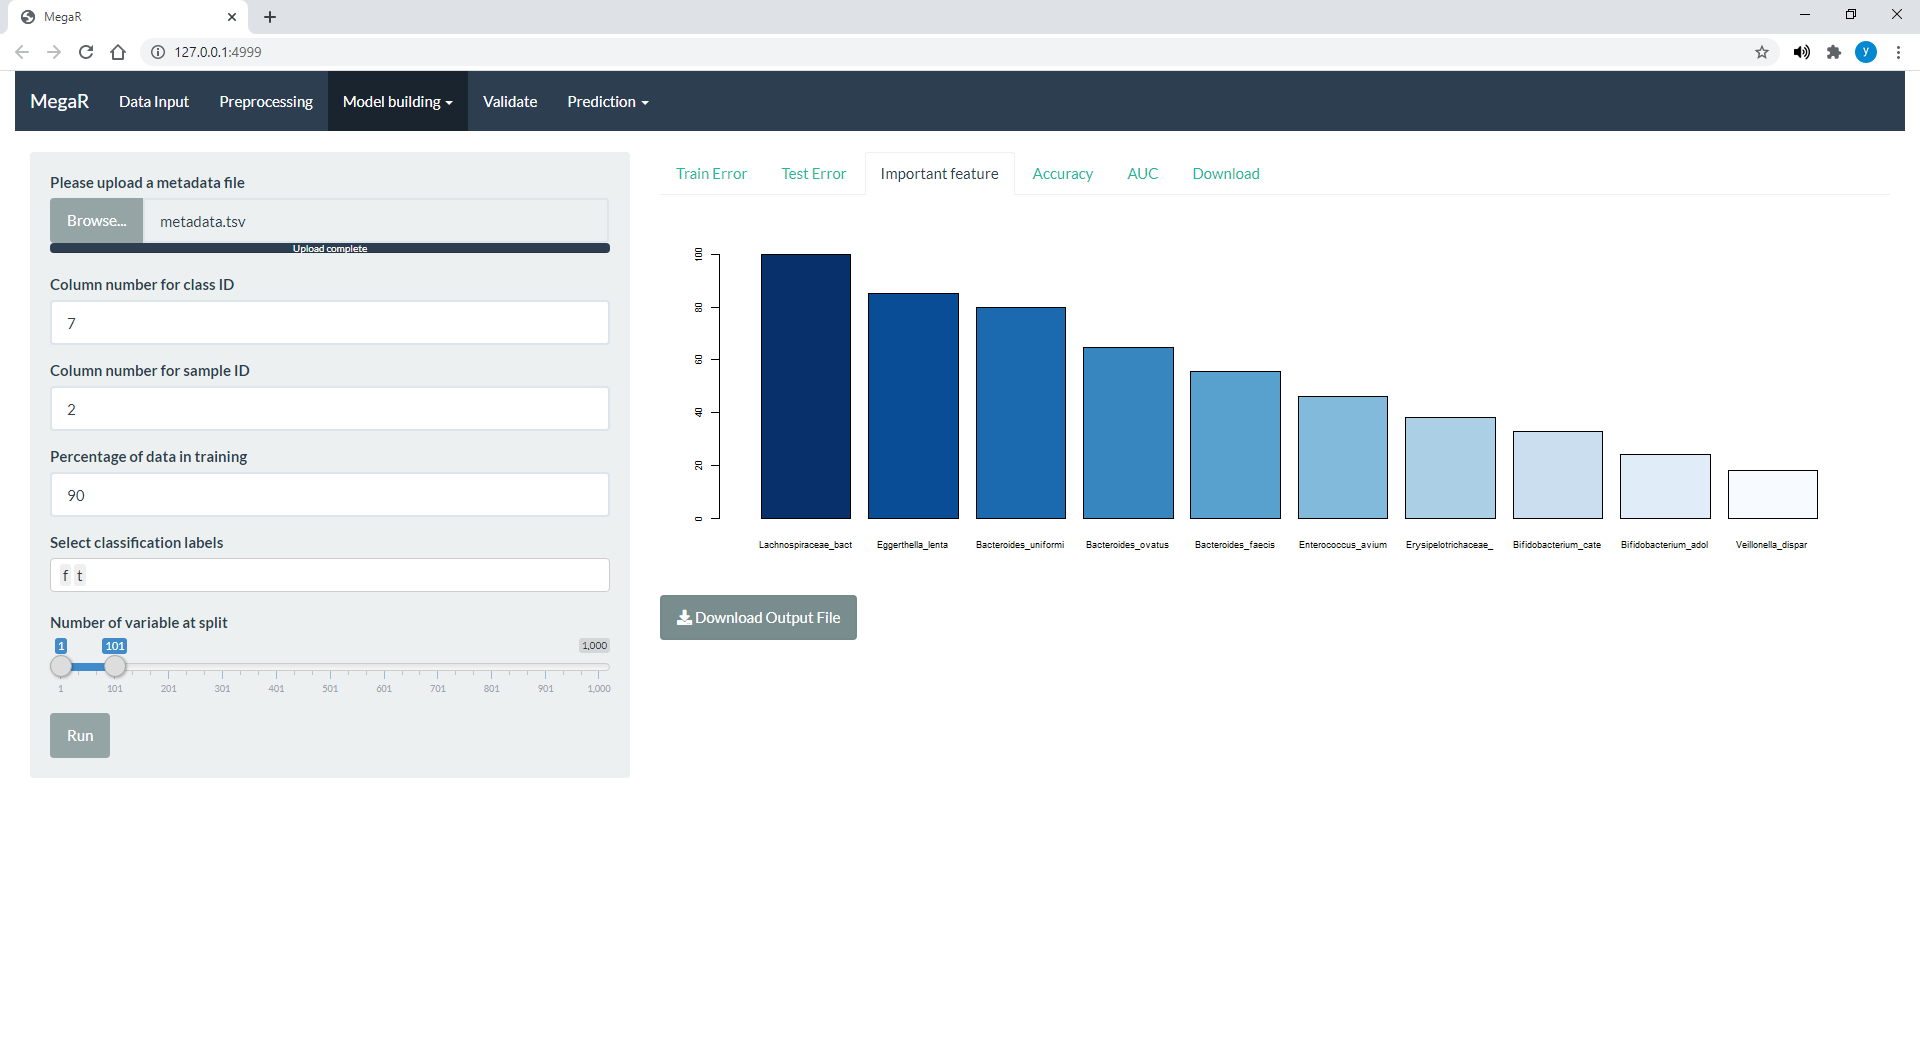 MegaR
127.0.0.1:4999
y
MegaR Data Input Preprocessing Model building Validate Prediction
Please upload a metadata file
Browse... metadata.tsv
Upload complete
Column number for class ID
7
Column number for sample ID
2
Percentage of data in training
90
Select classification labels
f t
Number of variable at split
1 101 1,000
1 101 201 301 401 501 601 701 801 901 1,000
Run
Train Error Test Error Important feature Accuracy AUC Download
100
80
60
40
20
0
Lachnospiraceae_bact Eggerthella_lenta Bacteroides_uniformi Bacteroides_ovatus Bacteroides_faecis Enterococcus_avium Erysipelotrichaceae_ Bifidobacterium_cate Bifidobacterium_adol Veillonella_dispar
Download Output File